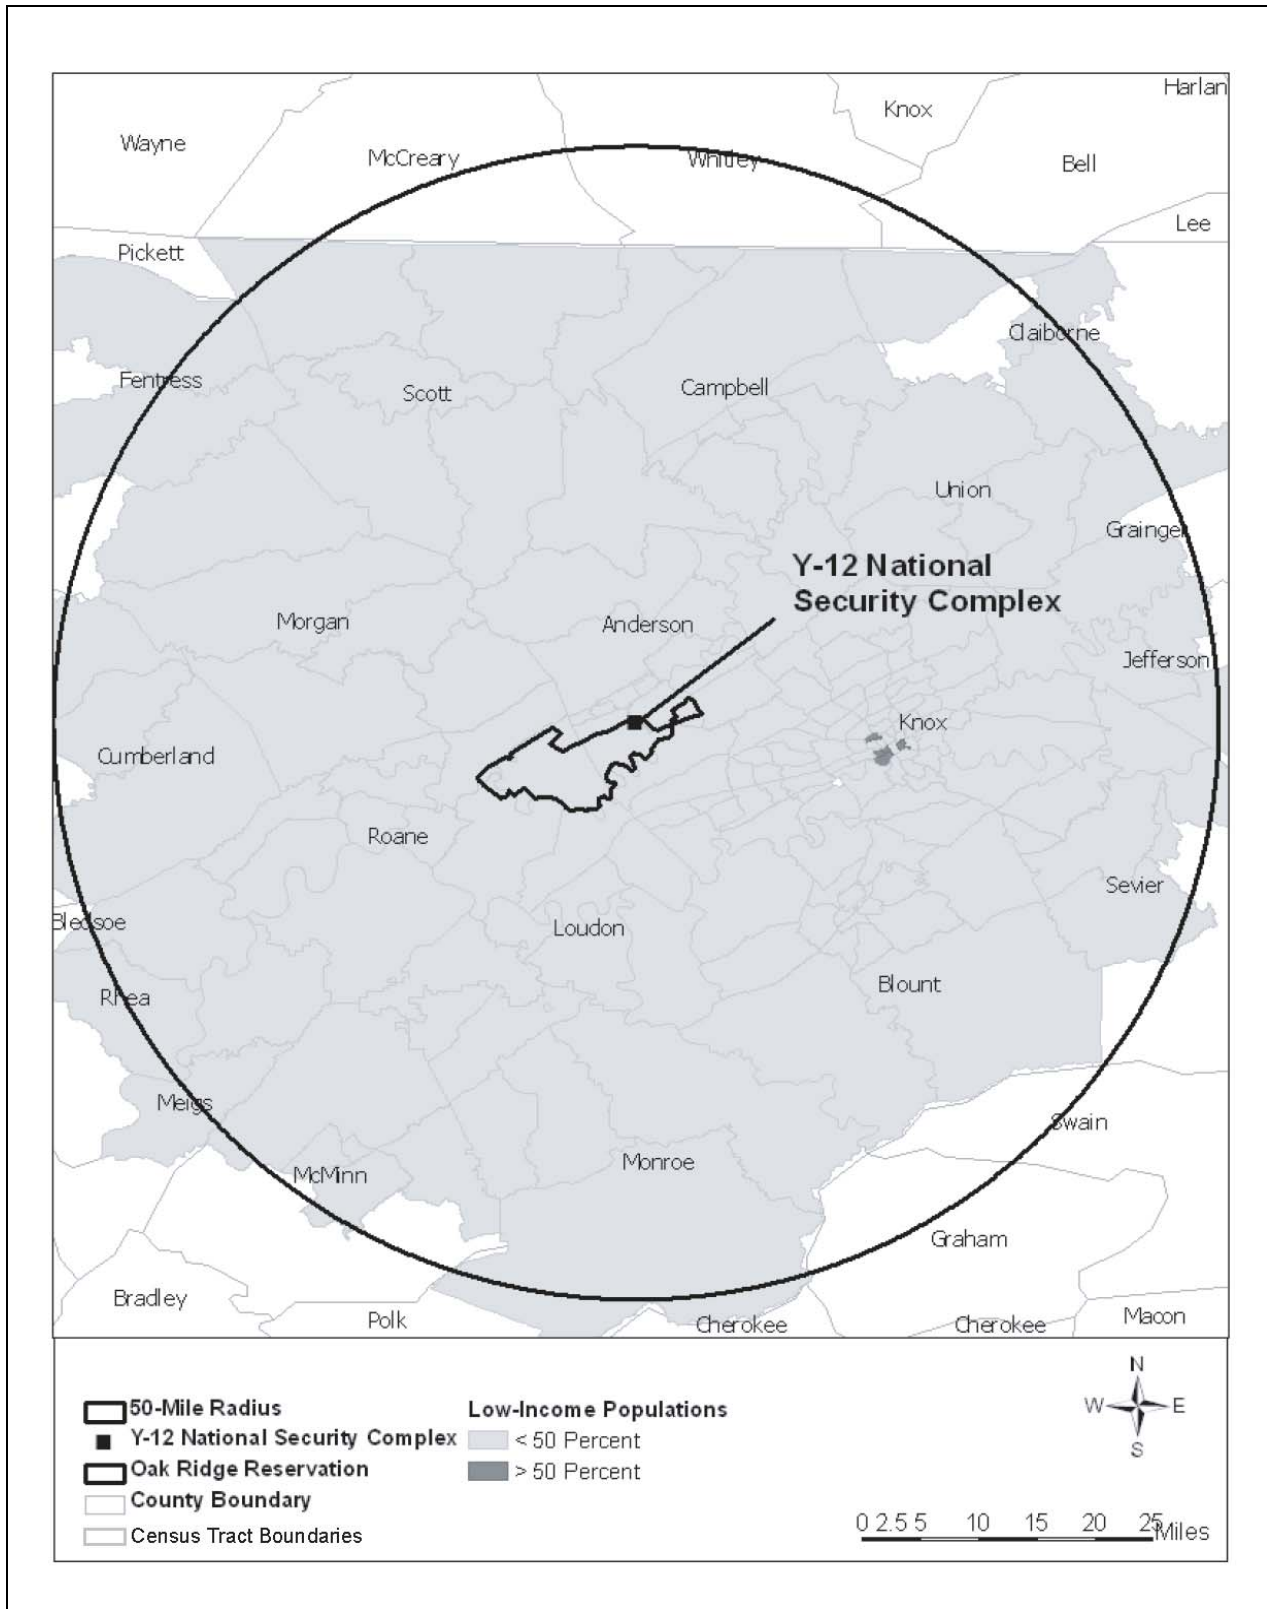 Harlan
Knox
Wayne
McCreary
Whitley
Bell
Lee
Pickett
Claiborne
Fentress
Scott
Campbell
Union
Grainger
Y-12 National
Security Complex
Morgan
Anderson
Jefferson
Knox
Cumberland
Roane
Sevier
Bledsoe
Loudon
Blount
Rhea
Meigs
Swain
McMinn
Monroe
Graham
Bradley
Polk
Cherokee
Cherokee
Macon
50-Mile Radius
Y-12 National Security Complex
Oak Ridge Reservation
County Boundary
Census Tract Boundaries
Low-Income Populations
< 50 Percent
> 50 Percent
N
W E
S
0 2.5 5 10 15 20 25 Miles